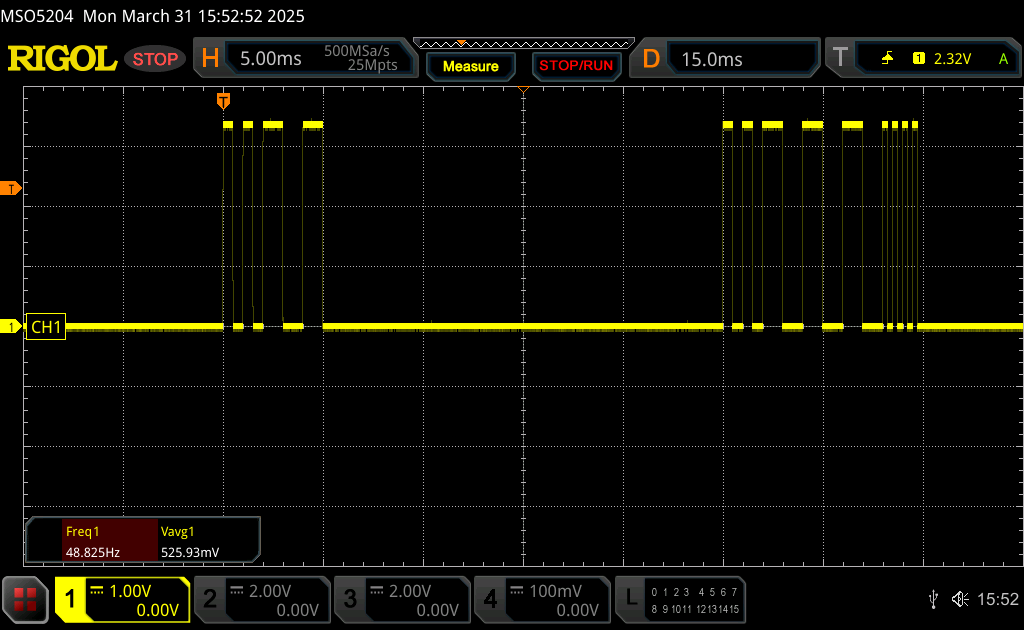 MSO5204 Mon March 31 15:52:52 2025
RIGOL STOP H 5.00ms 500MSa/s 25Mpts Measure STOP/RUN D 15.0ms T 1 2.32V A
T
T
1 CH1
Freq1 Vavg1
48.825Hz 525.93mV
1 1.00V 0.00V 2 2.00V 0.00V 3 2.00V 0.00V 4 100mV 0.00V L 0 1 2 3 4 5 6 7
8 9 10 11 12 13 14 15
15:52